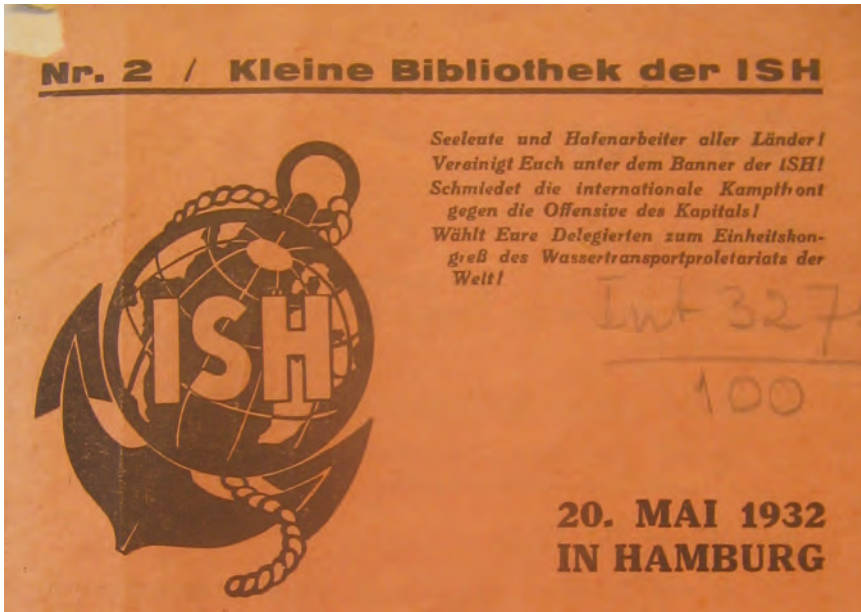 Nr. 2 / Kleine Bibliothek der ISH
Seeleute und Hafenarbeiter aller Länder!
Vereinigt Euch unter dem Banner der ISH!
Schmiedet die internationale Kampffront
gegen die Offensive des Kapitals!
Wählt Eure Delegierten zum Einheitskon-
greß des Wassertransportproletariats der
Welt!
ISH
Int 327
100
20. MAI 1932
IN HAMBURG